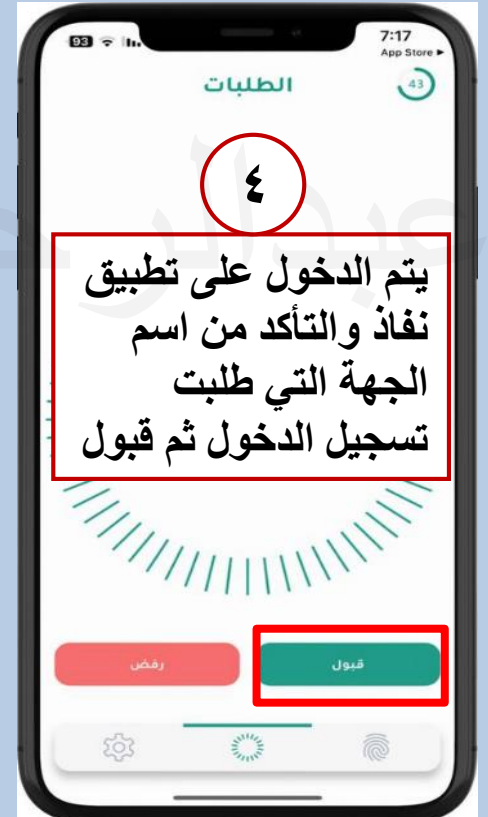 93
7:17
App Store
الطلبات
43
٤
يتم الدخول على تطبيق
نفاذ والتأكد من اسم
الجهة التي طلبت
تسجيل الدخول ثم قبول
قبول
رفض